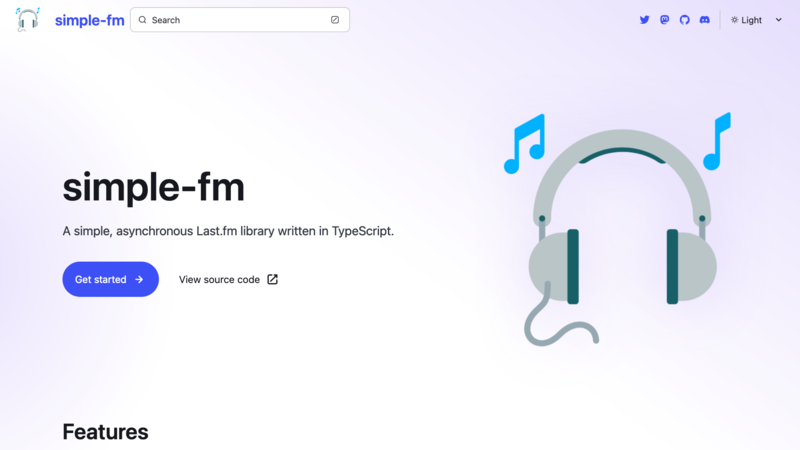 simple-fm
Search
Light
simple-fm
A simple, asynchronous Last.fm library written in TypeScript.
Get started
View source code
Features